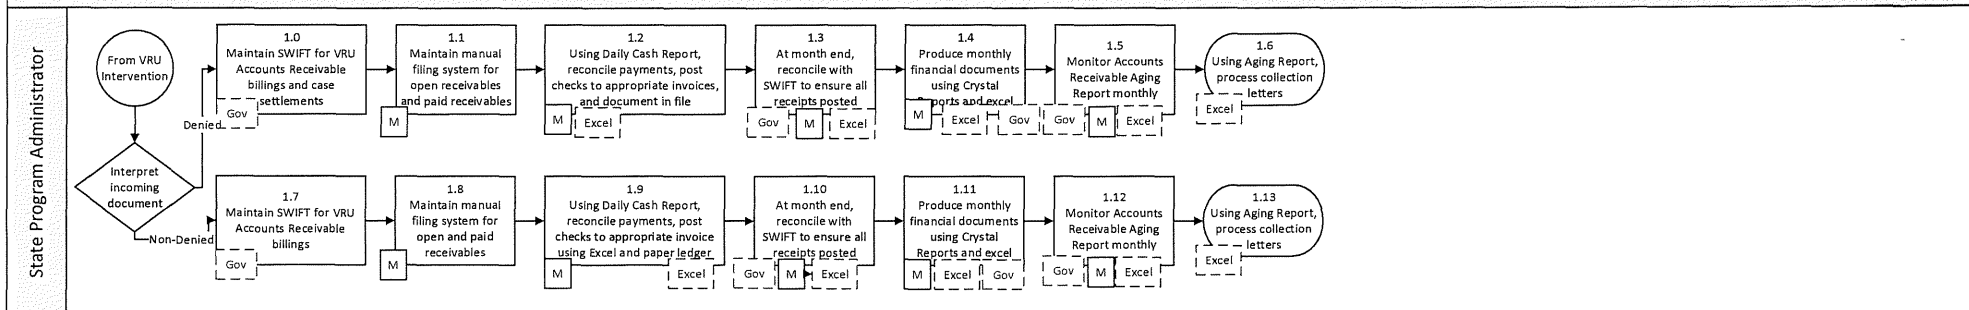 State Program Administrator
From VRU
Intervention
Interpret
incoming
document
Denied
Non-Denied
1.0
Maintain SWIFT for VRU
Accounts Receivable
billings and case
settlements
Gov
1.1
Maintain manual
filing system for
open receivables
and paid receivables
M
1.2
Using Daily Cash Report,
reconcile payments, post
checks to appropriate invoices,
and document in file
M
Excel
1.3
At month end,
reconcile with
SWIFT to ensure all
receipts posted
Gov
M
Excel
1.4
Produce monthly
financial documents
using Crystal
Reports and excel
M
Excel
Gov
1.5
Monitor Accounts
Receivable Aging
Report monthly
Gov
M
Excel
1.6
Using Aging Report,
process collection
letters
Excel
1.7
Maintain SWIFT for VRU
Accounts Receivable
billings
Gov
1.8
Maintain manual
filing system for
open and paid
receivables
M
1.9
Using Daily Cash Report,
reconcile payments, post
checks to appropriate invoice
using Excel and paper ledger
M
Excel
1.10
At month end,
reconcile with
SWIFT to ensure all
receipts posted
Gov
M
Excel
1.11
Produce monthly
financial documents
using Crystal
Reports and excel
M
Excel
Gov
1.12
Monitor Accounts
Receivable Aging
Report monthly
Gov
M
Excel
1.13
Using Aging Report,
process collection
letters
Excel